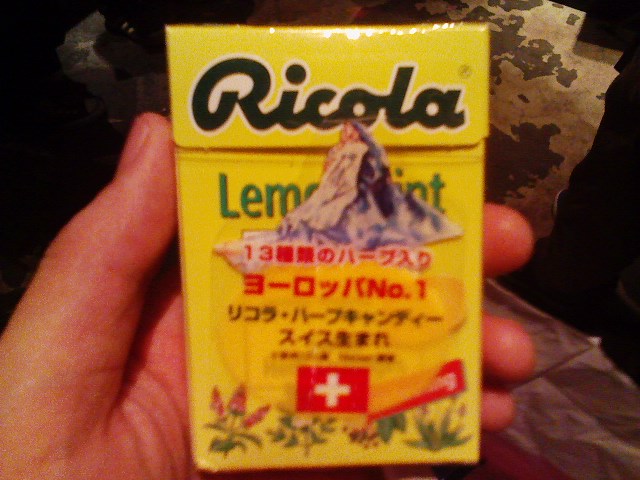 Ricola®
13種類のハーブ入り
ヨーロッパNo.1
リコラ・ハーブキャンディー
スイス生まれ